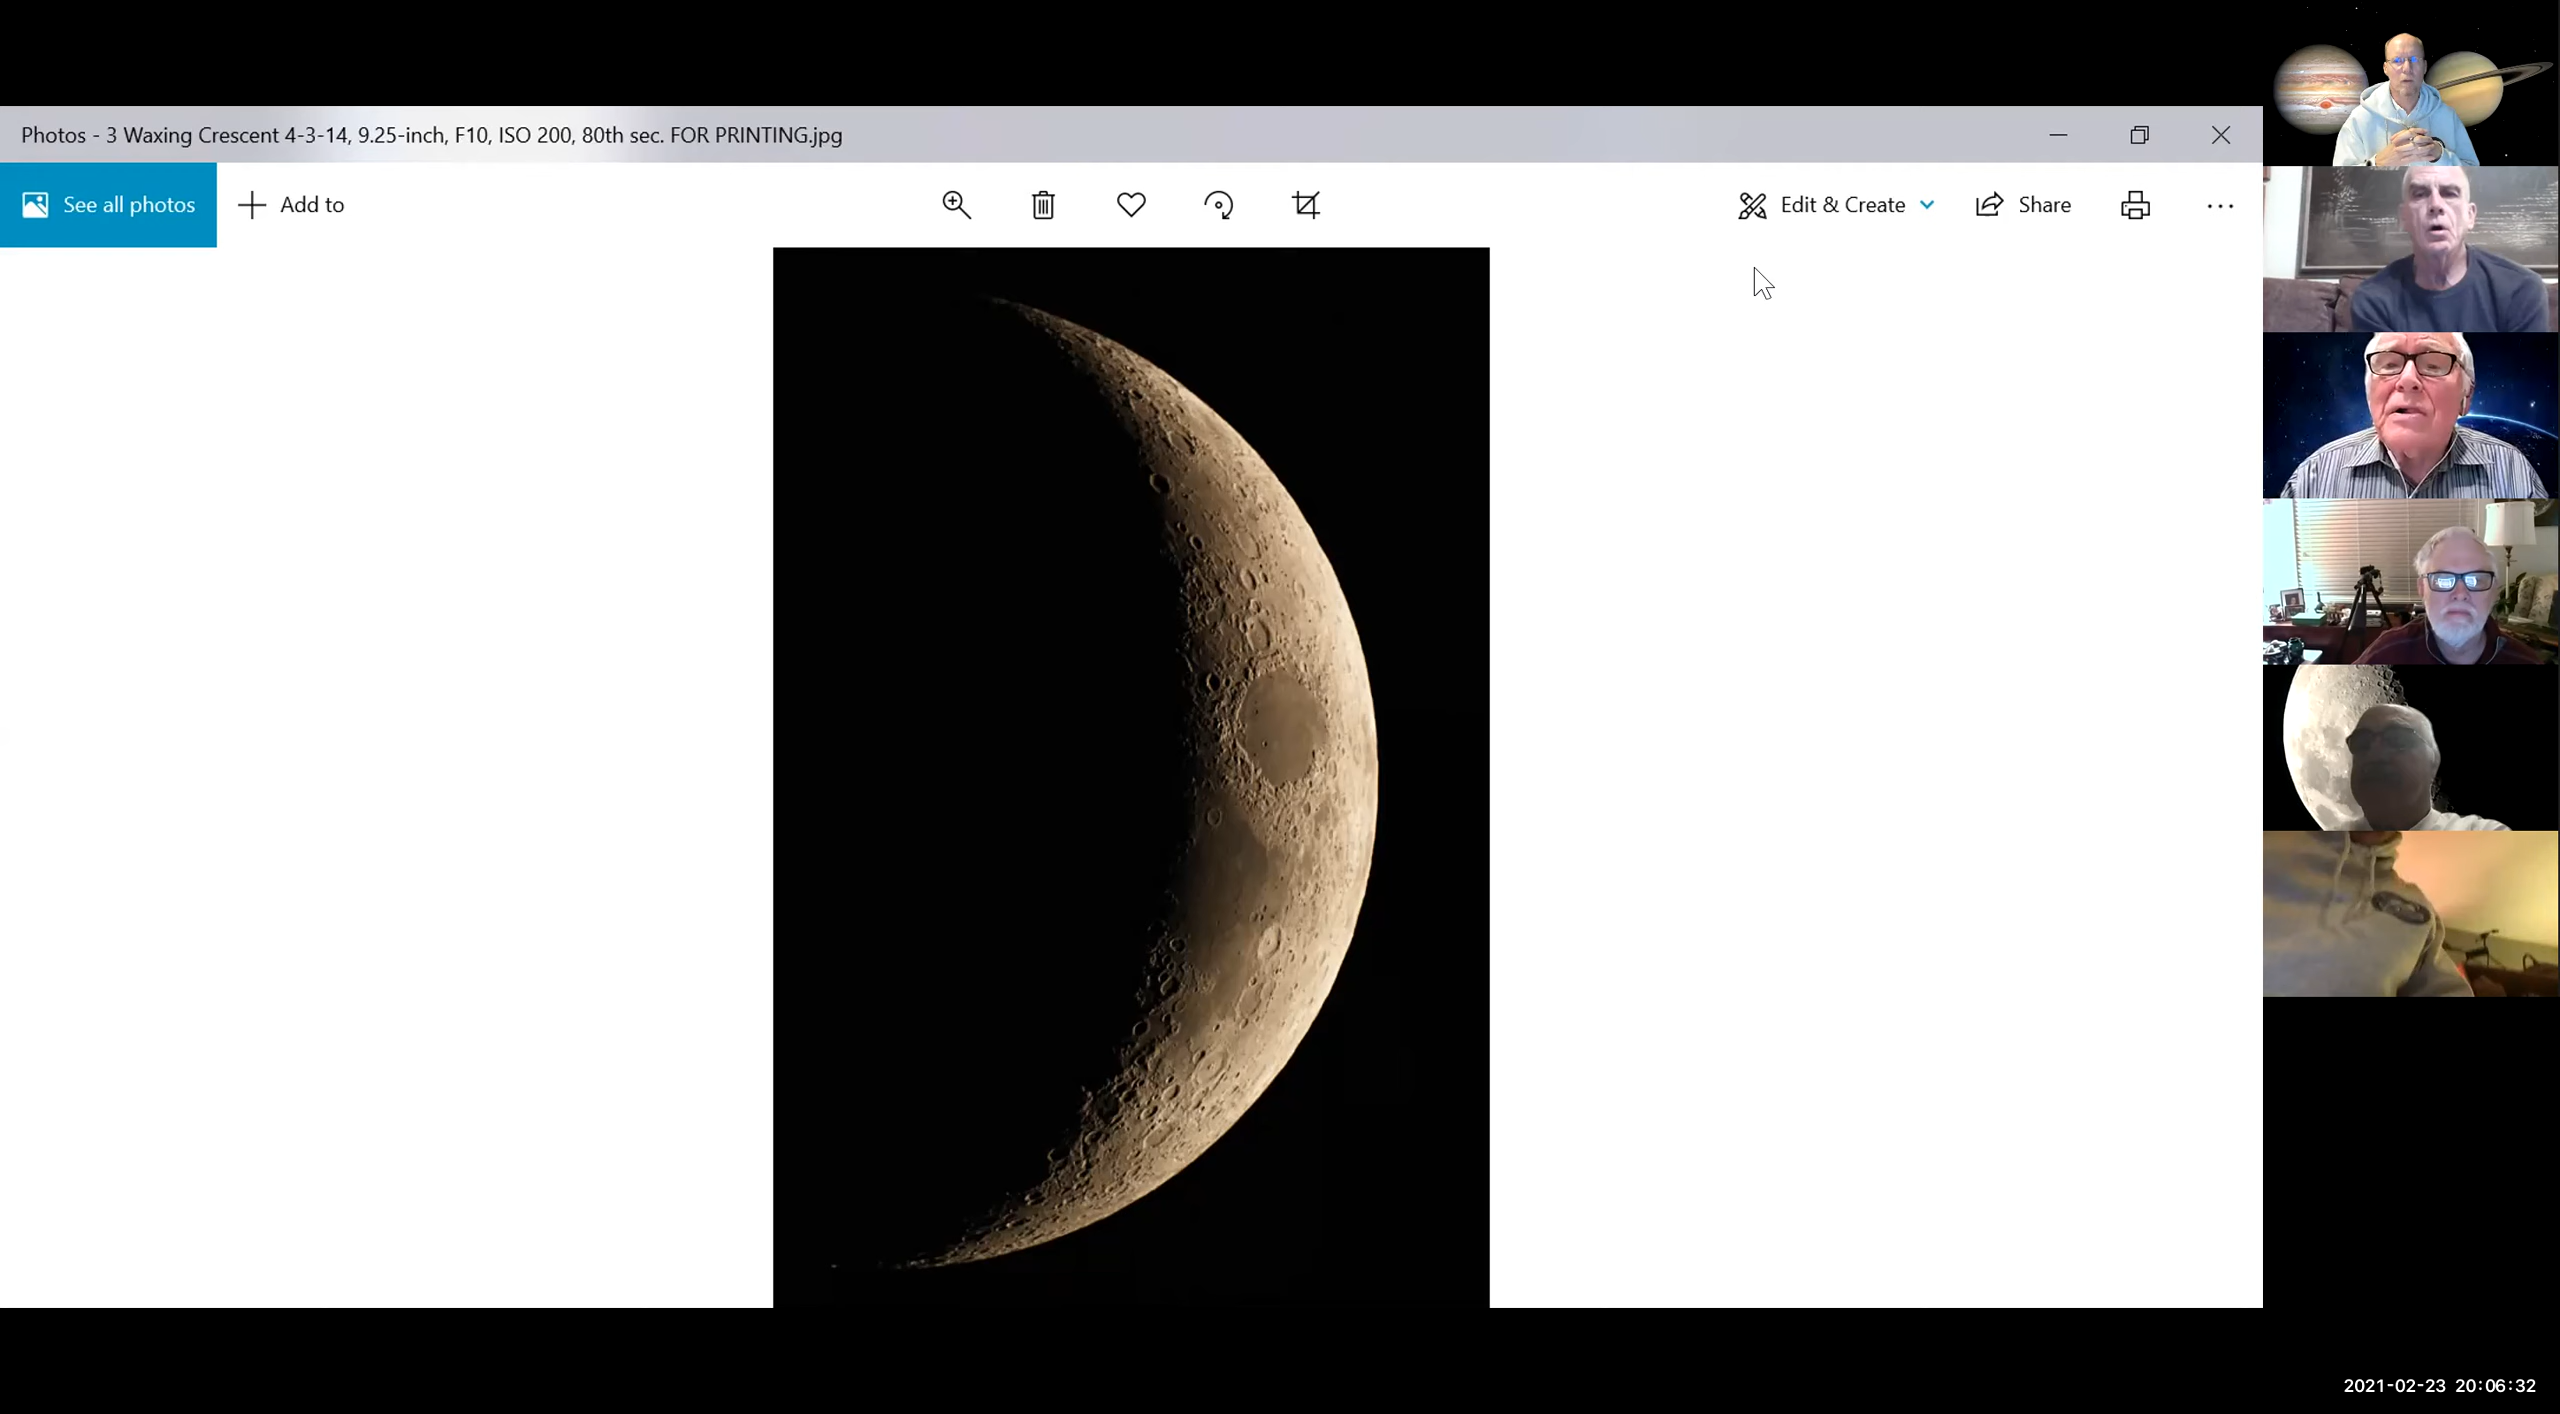 Photos - 3 Waxing Crescent 4-3-14, 9.25-inch, F10, ISO 200, 80th sec. FOR PRINTING.jpg
See all photos
Add to
Edit & Create
Share
2021-02-23 20:06:32